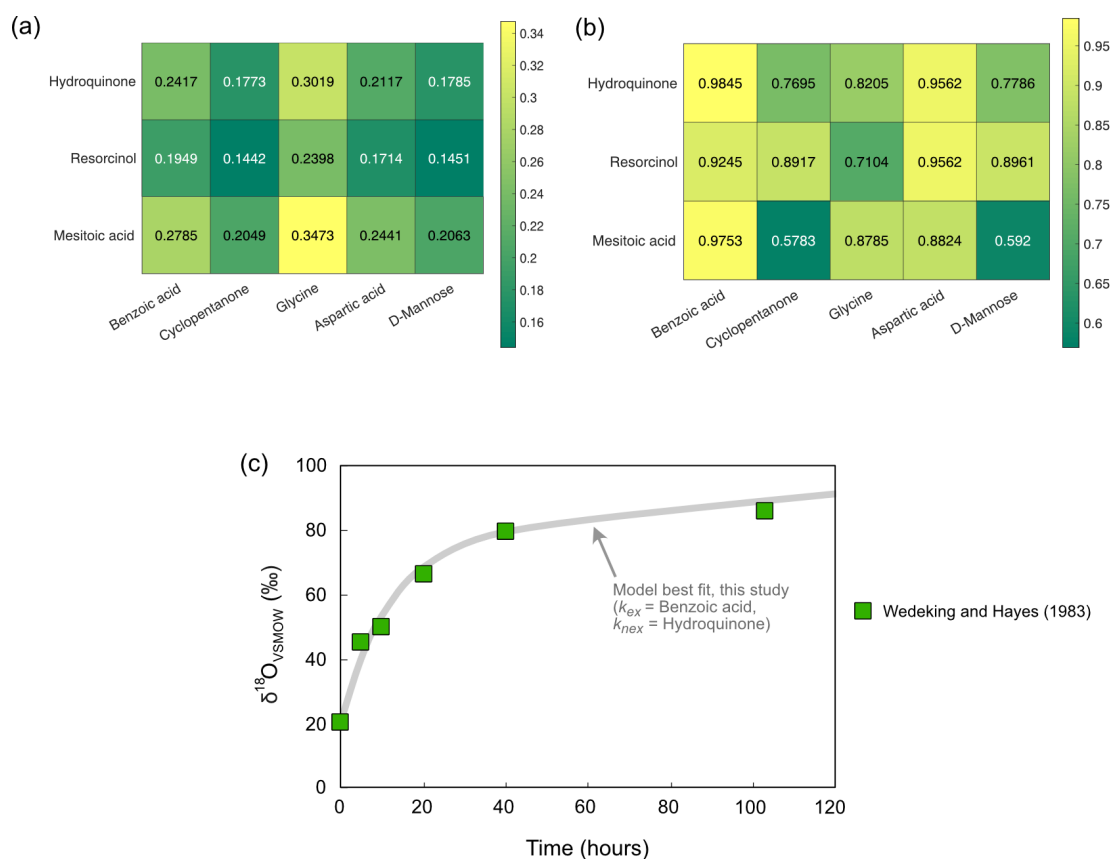 (a)
Hydroquinone
Resorcinol
Mesitoic acid
0.2417 0.1773 0.3019 0.2117 0.1785
0.1949 0.1442 0.2398 0.1714 0.1451
0.2785 0.2049 0.3473 0.2441 0.2063
Benzoic acid
Cyclopentanone
Glycine
Aspartic acid
D-Mannose
0.34
0.32
0.3
0.28
0.26
0.24
0.22
0.2
0.18
0.16
(b)
Hydroquinone
Resorcinol
Mesitoic acid
0.9845 0.7695 0.8205 0.9562 0.7786
0.9245 0.8917 0.7104 0.9562 0.8961
0.9753 0.5783 0.8785 0.8824 0.592
Benzoic acid
Cyclopentanone
Glycine
Aspartic acid
D-Mannose
0.95
0.9
0.85
0.8
0.75
0.7
0.65
0.6
(c)
100
80
60
40
20
0
δ¹⁸O_VSMOW (‰)
Model best fit, this study
(k_ex = Benzoic acid,
k_nex = Hydroquinone)
Wedeking and Hayes (1983)
0 20 40 60 80 100 120
Time (hours)